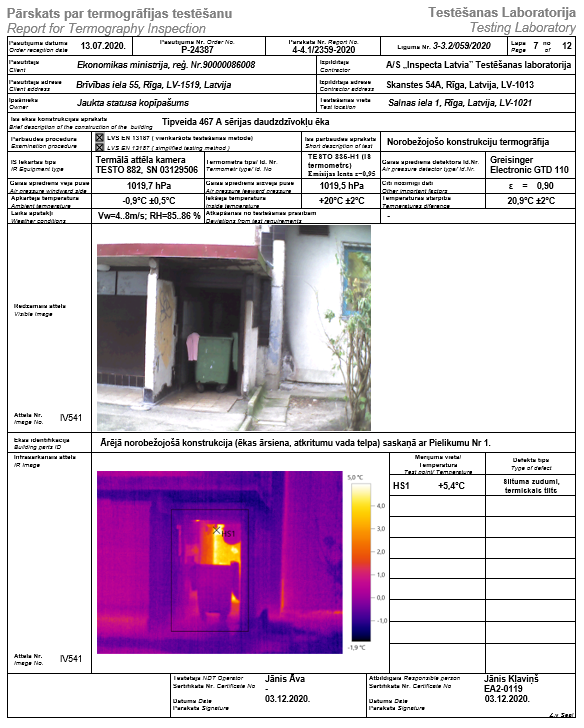 Pārskats par termogrāfijas testēšanu
Testēšanas Laboratorija
Report for Termography Inspection
Testing Laboratory
Pasūtījuma datums
Order reception date
13.07.2020.
Pasūtījuma Nr. Order No.
P-24387
Pārskata Nr. Report No.
4-4.1/2359-2020
Līguma Nr. 3-3.2/059/2020
Lapa 7 no 12
Page of
Pasūtītājs
Client
Ekonomikas ministrija, reģ. Nr.90000086008
Izpildītājs
Contractor
A/S „Inspecta Latvia" Testēšanas laboratorija
Pasūtītāja adrese
Client address
Brīvības iela 55, Rīga, LV-1519, Latvija
Izpildītāja adrese
Contractor address
Skanstes 54A, Rīga, Latvija, LV-1013
Īpašnieks
Owner
Jaukta statusa kopīpašums
Testēšanas vieta
Test location
Salnas iela 1, Rīga, Latvija, LV-1021
Īss ēkas konstrukcijas apraksts
Brief description of the construction of the building
Tipveida 467 A sērijas daudzdzīvokļu ēka
Pārbaudes procedūra
Examination procedure
LVS EN 13187 ( vienkāršota testēšanas metode)
LVS EN 13187 ( simplified testing method )
Īss pārbaudes apraksts
Short description of test
Norobežojošo konstrukciju termogrāfija
IS iekārtas tips
IR Equipment type
Termālā attēla kamera
TESTO 882, SN 03129506
Termometra tips/ Id. Nr.
Termometr type/ Id. No
TESTO 835-H1 (IS
termometrs)
Emisijas lenta ε=0,95
Gaisa spiediena detektora Id.Nr.
Air pressure detector type/ Id.Nr.
Greisinger
Electronic GTD 110
Gaisa spiediens vēja pusē
Air pressure windward side
1019,7 hPa
Gaisa spiediens aizvēja pusē
Air pressure leeward pressure
1019,5 hPa
Citi nozīmīgi dati
Other important factors
ε = 0,90
Apkārtējā temperatūra
Ambient temperature
-0,9°C ±0,5°C
Iekšējā temperatūra
Inside temperature
+20°C ±2°C
Temperatūras starpība
Temperatures diference
20,9°C ±2°C
Laika apstākļi
Weather conditions
Vw=4..8m/s; RH=85..86 %
Atkāpšanās no testēšanas prasībām
Deviations from test requirements
-
Redzamais attēls
Visible image
Attēla Nr.
Image No.
IV541
Ēkas identifikācija
Building parts ID
Ārējā norobežojošā konstrukcija (ēkas ārsiena, atkritumu vada telpa) saskaņā ar Pielikumu Nr 1.
Infrasarkanais attēls
IR image
Mērījuma vieta/
Temperatūra
Test point/ Temperature
Defekta tips
Type of defect
HS1 +5,4°C
Siltuma zudumi,
termiskais tilts
5,0 °C
4,0
3,0
2,0
1,0
0,0
-1,0
-1,9 °C
HS1
Attēla Nr.
Image No.
IV541
Testētājs NDT Operator
Jānis Āva
Sertifikāta Nr. Certificate No
-
Datums Date
03.12.2020.
Paraksts Signature
Atbildīgais Responsible person
Jānis Kļaviņš
Sertifikāta Nr. Certificate No
EA2-0119
Datums Date
03.12.2020.
Paraksts Signature
Z.v. Seal